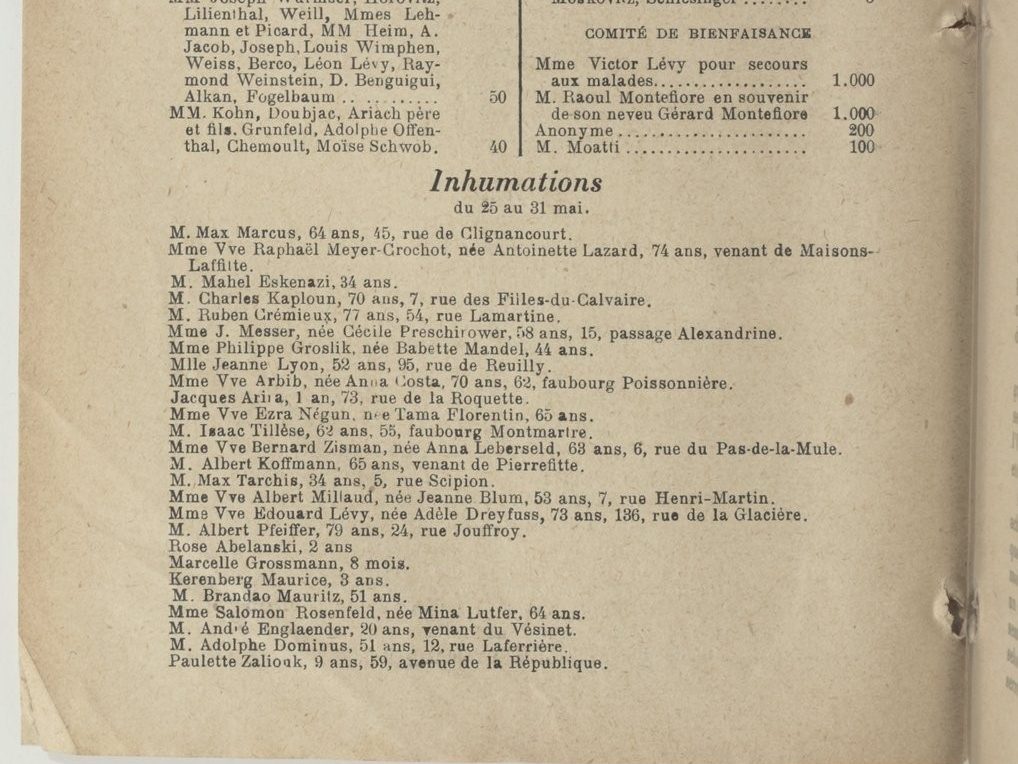 Lilienthal, Weill, Mmes Leh-
mann et Picard, MM Heim, A.
Jacob, Joseph, Louis Wimphen,
Weiss, Berco, Léon Lévy, Ray-
mond Weinstein, D. Benguigui,
Alkan, Fogelbaum .. .......... 50
MM. Kohn, Doubjac, Ariach père
et fils. Grunfeld, Adolphe Offen-
thal, Chemoult, Moïse Schwob. 40
COMITÉ DE BIENFAISANCE
Mme Victor Lévy pour secours
aux malades.................. 1.000
M. Raoul Montefiore en souvenir
de son neveu Gérard Montefiore 1.000
Anonyme....................... 200
M. Moatti...................... 100
Inhumations
du 25 au 31 mai.
M. Max Marcus, 64 ans, 45, rue de Clignancourt.
Mme Vve Raphaël Meyer-Crochot, née Antoinette Lazard, 74 ans, venant de Maisons-
Laffitte.
M. Mahel Eskenazi, 34 ans.
M. Charles Kaploun, 70 ans, 7, rue des Filles-du-Calvaire.
M. Ruben Crémieux, 77 ans, 54, rue Lamartine.
Mme J. Messer, née Cécile Preschirower, 58 ans, 15, passage Alexandrine.
Mme Philippe Groslik, née Babette Mandel, 44 ans.
Mlle Jeanne Lyon, 52 ans, 95, rue de Reuilly.
Mme Vve Arbib, née Anna Costa, 70 ans, 62, faubourg Poissonnière.
Jacques 1 an, 73, rue de la Roquette.
Mme Vve Ezra Négun, née Tama Florentin, 65 ans.
M. Isaac Tillèse, 62 ans, 55, faubourg Montmartre.
Mme Vve Bernard Zisman, née Anna Leberseld, 63 ans, 6, rue du Pas-de-la-Mule.
M. Albert Koffmann, 65 ans, venant de Pierrefitte.
M. Max Tarchis, 34 ans, 5, rue Scipion.
Mme Vve Albert Millaud, née Jeanne Blum, 53 ans, 7, rue Henri-Martin.
Mme Vve Edouard Lévy, née Adèle Dreyfuss, 73 ans, 136, rue de la Glacière.
M. Albert Pfeiffer, 79 ans, 24, rue Jouffroy.
Rose Abelanski, 2 ans
Marcelle Grossmann, 8 mois.
Kerenberg Maurice, 3 ans.
M. Brandao Mauritz, 51 ans.
Mme Salomon Rosenfeld, née Mina Lutfer, 64 ans.
M. André Englaender, 20 ans, venant du Vésinet.
M. Adolphe Dominus, 51 ans, 12, rue Laferrière.
Paulette Zaliouk, 9 ans, 59, avenue de la République.